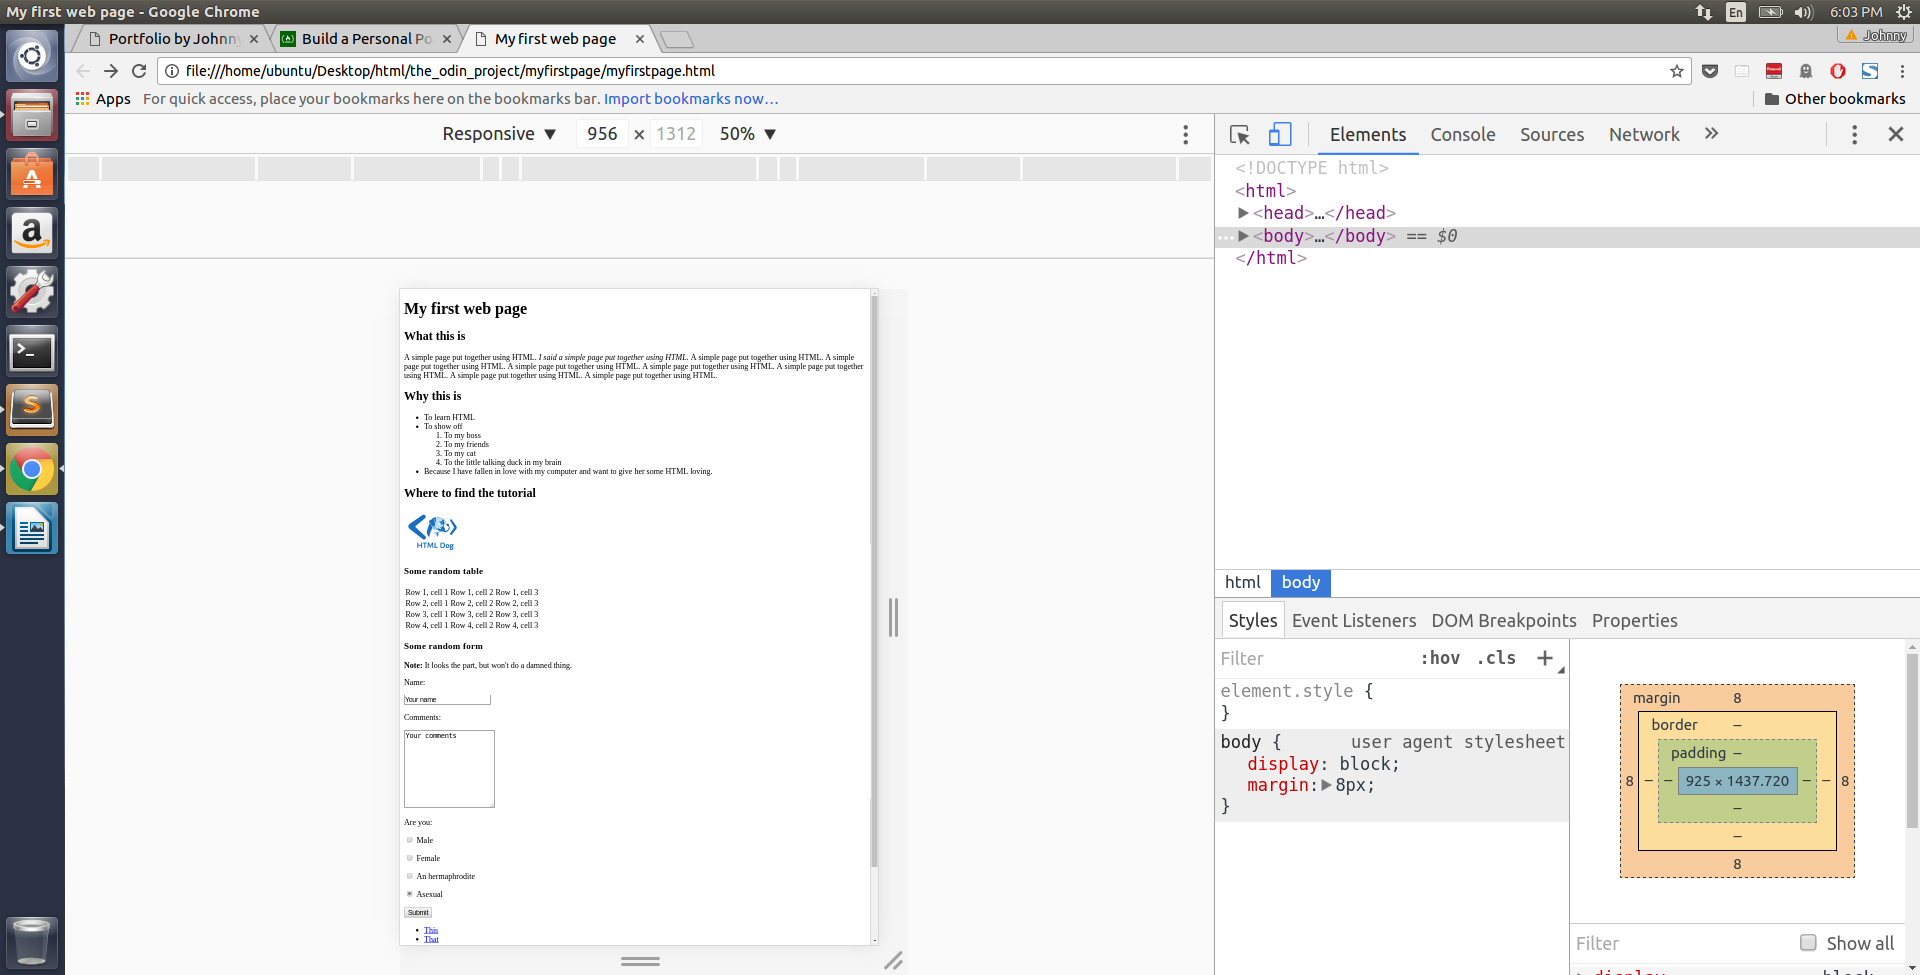 My first web page - Google Chrome
En
6:03 PM
Portfolio by Johnn
Build a Personal Po
My first web page
Johnny
file:///home/ubuntu/Desktop/html/the_odin_project/myfirstpage/myfirstpage.html
Apps
For quick access, place your bookmarks here on the bookmarks bar. Import bookmarks now…
Other bookmarks
Responsive ▼ 956 × 1312 50% ▼
My first web page
What this is
A simple page put together using HTML. I said a simple page put together using HTML. A simple page put together using HTML. A simple
page put together using HTML. A simple page put together using HTML. A simple page put together using HTML. A simple page put together
using HTML. A simple page put together using HTML. A simple page put together using HTML.
Why this is
• To learn HTML
• To show off
1. To my boss
2. To my friends
3. To my cat
4. To the little talking duck in my brain
• Because I have fallen in love with my computer and want to give her some HTML loving.
Where to find the tutorial
HTML Dog
Some random table
Row 1, cell 1 Row 1, cell 2 Row 1, cell 3
Row 2, cell 1 Row 2, cell 2 Row 2, cell 3
Row 3, cell 1 Row 3, cell 2 Row 3, cell 3
Row 4, cell 1 Row 4, cell 2 Row 4, cell 3
Some random form
Note: It looks the part, but won't do a damned thing.
Name:
Your name
Comments:
Your comments
Are you:
Male
Female
An hermaphrodite
Asexual
Submit
• This
• That
Elements Console Sources Network »
<!DOCTYPE html>
<html>
▶<head>…</head>
…▶<body>…</body> == $0
</html>
html body
Styles Event Listeners DOM Breakpoints Properties
Filter :hov .cls +
element.style {
}
body { user agent stylesheet
display: block;
margin:▶8px;
}
margin 8
border –
padding –
8 – – 925 × 1437.720 – – 8
–
–
8
Filter Show all
display block